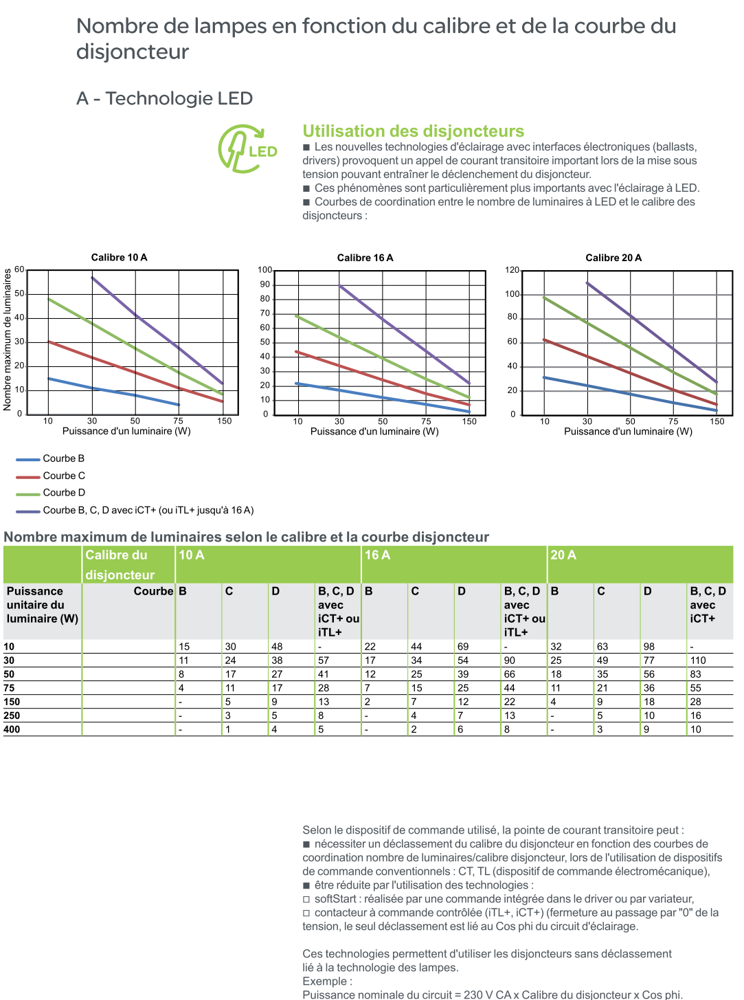 Nombre de lampes en fonction du calibre et de la courbe du
disjoncteur
A - Technologie LED
LED
Utilisation des disjoncteurs
■ Les nouvelles technologies d'éclairage avec interfaces électroniques (ballasts,
drivers) provoquent un appel de courant transitoire important lors de la mise sous
tension pouvant entraîner le déclenchement du disjoncteur.
■ Ces phénomènes sont particulièrement plus importants avec l'éclairage à LED.
■ Courbes de coordination entre le nombre de luminaires à LED et le calibre des
disjoncteurs :
Calibre 10 A
Nombre maximum de luminaires
60
50
40
30
20
10
0
10 30 50 75 150
Puissance d'un luminaire (W)
Calibre 16 A
100
90
80
70
60
50
40
30
20
10
0
10 30 50 75 150
Puissance d'un luminaire (W)
Calibre 20 A
120
100
80
60
40
20
0
10 30 50 75 150
Puissance d'un luminaire (W)
Courbe B
Courbe C
Courbe D
Courbe B, C, D avec iCT+ (ou iTL+ jusqu'à 16 A)
Nombre maximum de luminaires selon le calibre et la courbe disjoncteur
Calibre du disjoncteur 10 A 16 A 20 A
Puissance unitaire du luminaire (W) Courbe B C D B, C, D avec iCT+ ou iTL+ B C D B, C, D avec iCT+ ou iTL+ B C D B, C, D avec iCT+
10 15 30 48 - 22 44 69 - 32 63 98 -
30 11 24 38 57 17 34 54 90 25 49 77 110
50 8 17 27 41 12 25 39 66 18 35 56 83
75 4 11 17 28 7 15 25 44 11 21 36 55
150 - 5 9 13 2 7 12 22 4 9 18 28
250 - 3 5 8 - 4 7 13 - 5 10 16
400 - 1 4 5 - 2 6 8 - 3 9 10
Selon le dispositif de commande utilisé, la pointe de courant transitoire peut :
■ nécessiter un déclassement du calibre du disjoncteur en fonction des courbes de
coordination nombre de luminaires/calibre disjoncteur, lors de l'utilisation de dispositifs
de commande conventionnels : CT, TL (dispositif de commande électromécanique),
■ être réduite par l'utilisation des technologies :
□ softStart : réalisée par une commande intégrée dans le driver ou par variateur,
□ contacteur à commande contrôlée (iTL+, iCT+) (fermeture au passage par "0" de la
tension, le seul déclassement est lié au Cos phi du circuit d'éclairage.
Ces technologies permettent d'utiliser les disjoncteurs sans déclassement
lié à la technologie des lampes.
Exemple :
Puissance nominale du circuit = 230 V CA x Calibre du disjoncteur x Cos phi.